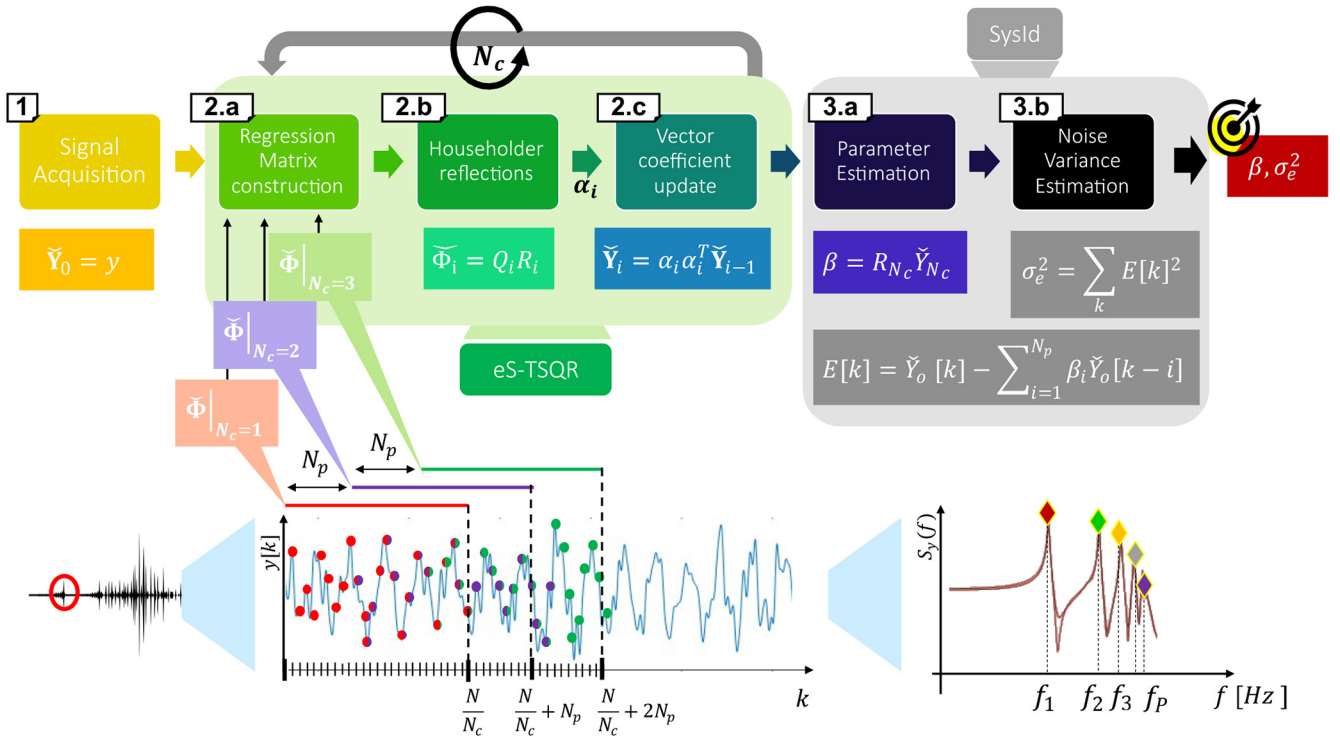 SysId
N_c
1
2.a
2.b
2.c
3.a
3.b
Signal
Acquisition
Regression
Matrix
construction
Householder
reflections
α_i
Vector
coefficient
update
Parameter
Estimation
Noise
Variance
Estimation
β, σ_e^2
Y̌_0 = y
Φ̌|_{N_c=3}
Φ̌_i = Q_i R_i
Y̌_i = α_i α_i^T Y̌_{i−1}
β = R_{N_c} Y̌_{N_c}
σ_e^2 = ∑_k E[k]^2
Φ̌|_{N_c=2}
eS-TSQR
E[k] = Y̌_o [k] − ∑_{i=1}^{N_p} β_i Y̌_o[k − i]
Φ̌|_{N_c=1}
N_p
N_p
y[k]
S_y(f)
k
N/N_c
N/N_c + N_p
N/N_c + 2N_p
f_1
f_2
f_3
f_P
f [Hz]